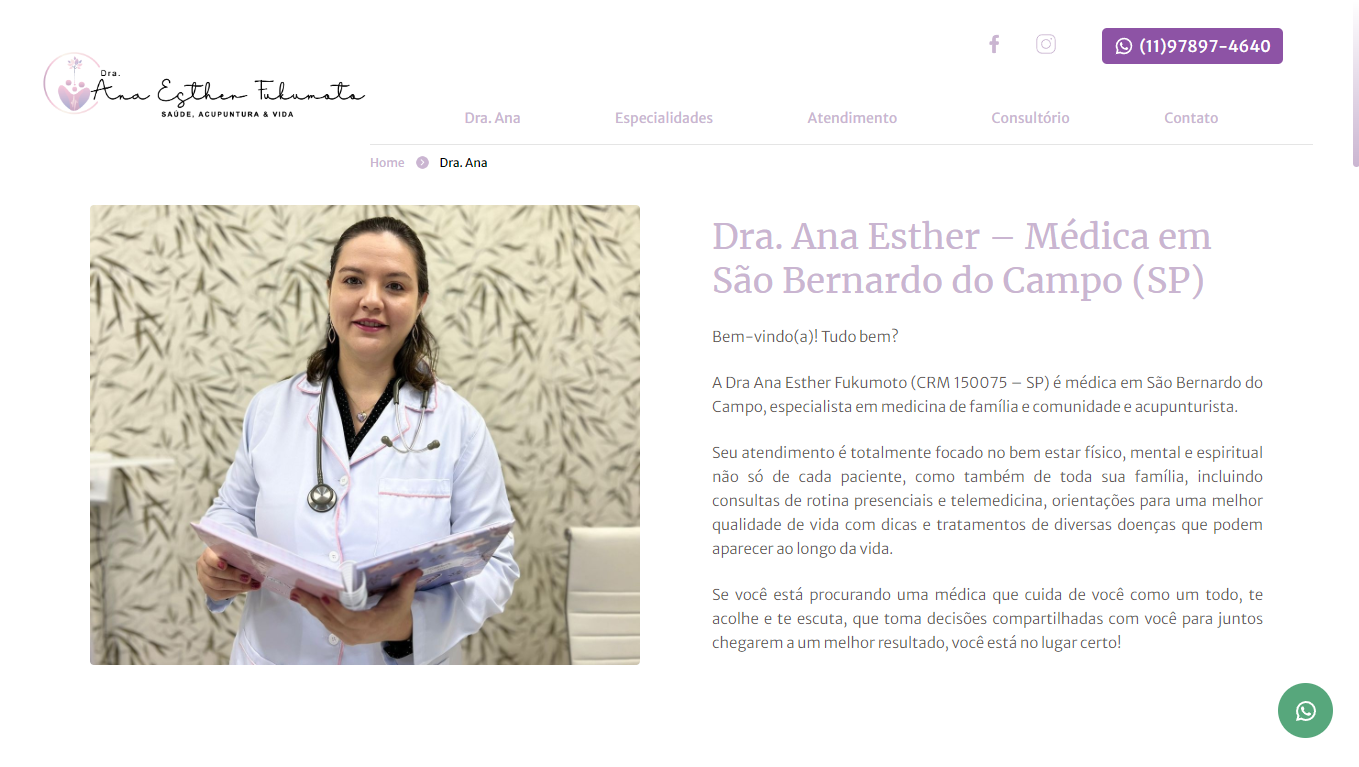 (11)97897-4640
Dra.
Ana Esther Fukumoto
SAÚDE, ACUPUNTURA & VIDA
Dra. Ana
Especialidades
Atendimento
Consultório
Contato
Home
Dra. Ana
Dra. Ana Esther – Médica em
São Bernardo do Campo (SP)
Bem-vindo(a)! Tudo bem?
A Dra Ana Esther Fukumoto (CRM 150075 – SP) é médica em São Bernardo do
Campo, especialista em medicina de família e comunidade e acupunturista.
Seu atendimento é totalmente focado no bem estar físico, mental e espiritual
não só de cada paciente, como também de toda sua família, incluindo
consultas de rotina presenciais e telemedicina, orientações para uma melhor
qualidade de vida com dicas e tratamentos de diversas doenças que podem
aparecer ao longo da vida.
Se você está procurando uma médica que cuida de você como um todo, te
acolhe e te escuta, que toma decisões compartilhadas com você para juntos
chegarem a um melhor resultado, você está no lugar certo!